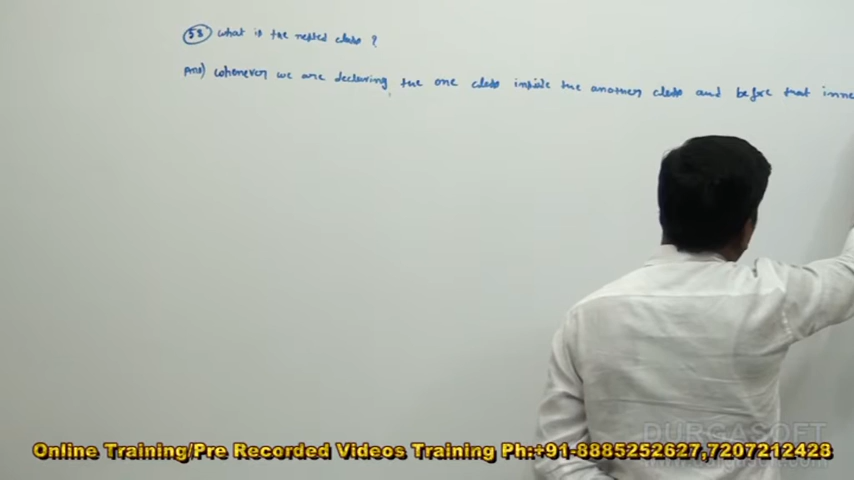 58 What is the nested class ?
Ans) Whenever we are declaring the one class inside the another class and before that inne
DURGASOFT
Online Training/Pre Recorded Videos Training Ph:+91-8885252627,7207212428